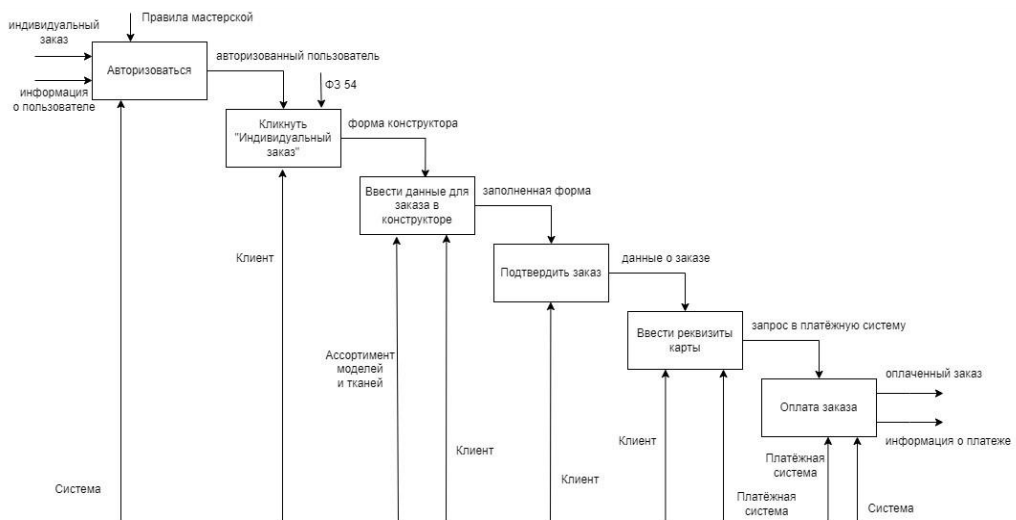 индивидуальный
заказ
Правила мастерской
Авторизоваться
авторизованный пользователь
информация
о пользователе
ФЗ 54
Кликнуть
"Индивидуальный
заказ"
форма конструктора
Ввести данные для
заказа в
конструкторе
заполненная форма
Клиент
Подтвердить заказ
данные о заказе
Ввести реквизиты
карты
запрос в платёжную систему
Ассортимент
моделей
и тканей
оплаченный заказ
Оплата заказа
информация о платеже
Клиент
Клиент
Платёжная
система
Клиент
Система
Платёжная
система
Система